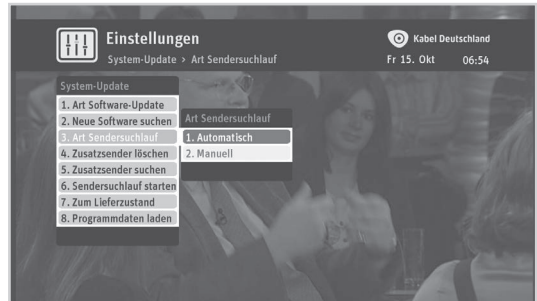 Einstellungen
System-Update > Art Sendersuchlauf
Kabel Deutschland
Fr 15. Okt 06:54
System-Update
1. Art Software-Update
2. Neue Software suchen
3. Art Sendersuchlauf
4. Zusatzsender löschen
5. Zusatzsender suchen
6. Sendersuchlauf starten
7. Zum Lieferzustand
8. Programmdaten laden
Art Sendersuchlauf
1. Automatisch
2. Manuell